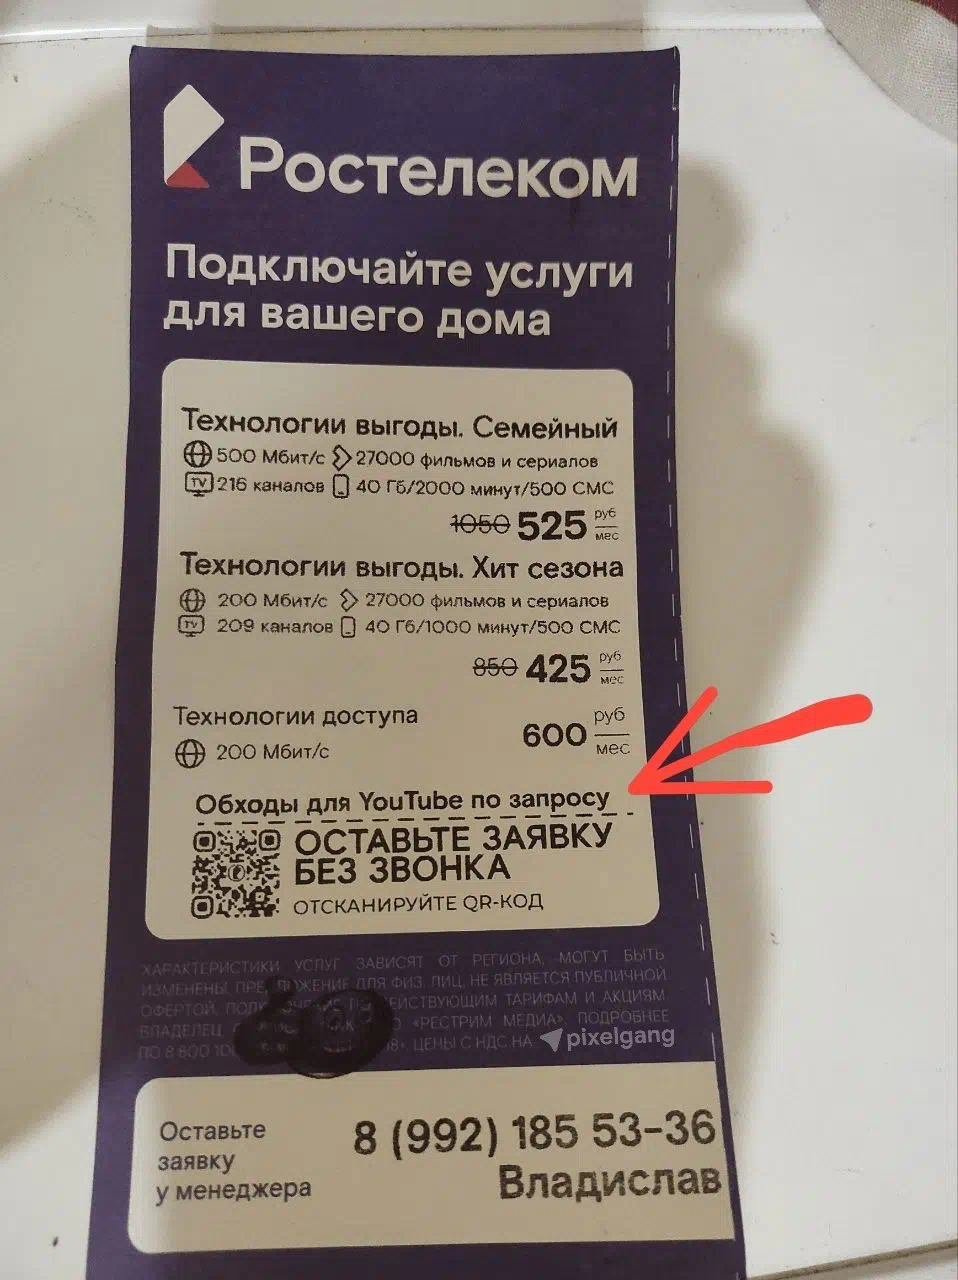 Ростелеком
Подключайте услуги
для вашего дома
Технологии выгоды. Семейный
500 Мбит/с 27000 фильмов и сериалов
TV 216 каналов 40 Гб/2000 минут/500 СМС
1050 525 руб мес
Технологии выгоды. Хит сезона
200 Мбит/с 27000 фильмов и сериалов
TV 209 каналов 40 Гб/1000 минут/500 СМС
850 425 руб мес
Технологии доступа
200 Мбит/с
600 руб мес
Обходы для YouTube по запросу
ОСТАВЬТЕ ЗАЯВКУ
БЕЗ ЗВОНКА
ОТСКАНИРУЙТЕ QR-КОД
ХАРАКТЕРИСТИКИ УСЛУГ ЗАВИСЯТ ОТ РЕГИОНА, МОГУТ БЫТЬ
ИЗМЕНЕНЫ, ПРЕДЛОЖЕНИЕ ДЛЯ ФИЗ. ЛИЦ, НЕ ЯВЛЯЕТСЯ ПУБЛИЧНОЙ
ОФЕРТОЙ, ДЕЙСТВУЮЩИМ ТАРИФАМ И АКЦИЯМ
ВЛАДЕЛЕЦ «РЕСТРИМ МЕДИА». ПОДРОБНЕЕ
ПО 8 800 ЦЕНЫ С НДС НА
pixelgang
Оставьте
заявку
у менеджера
8 (992) 185 53-36
Владислав